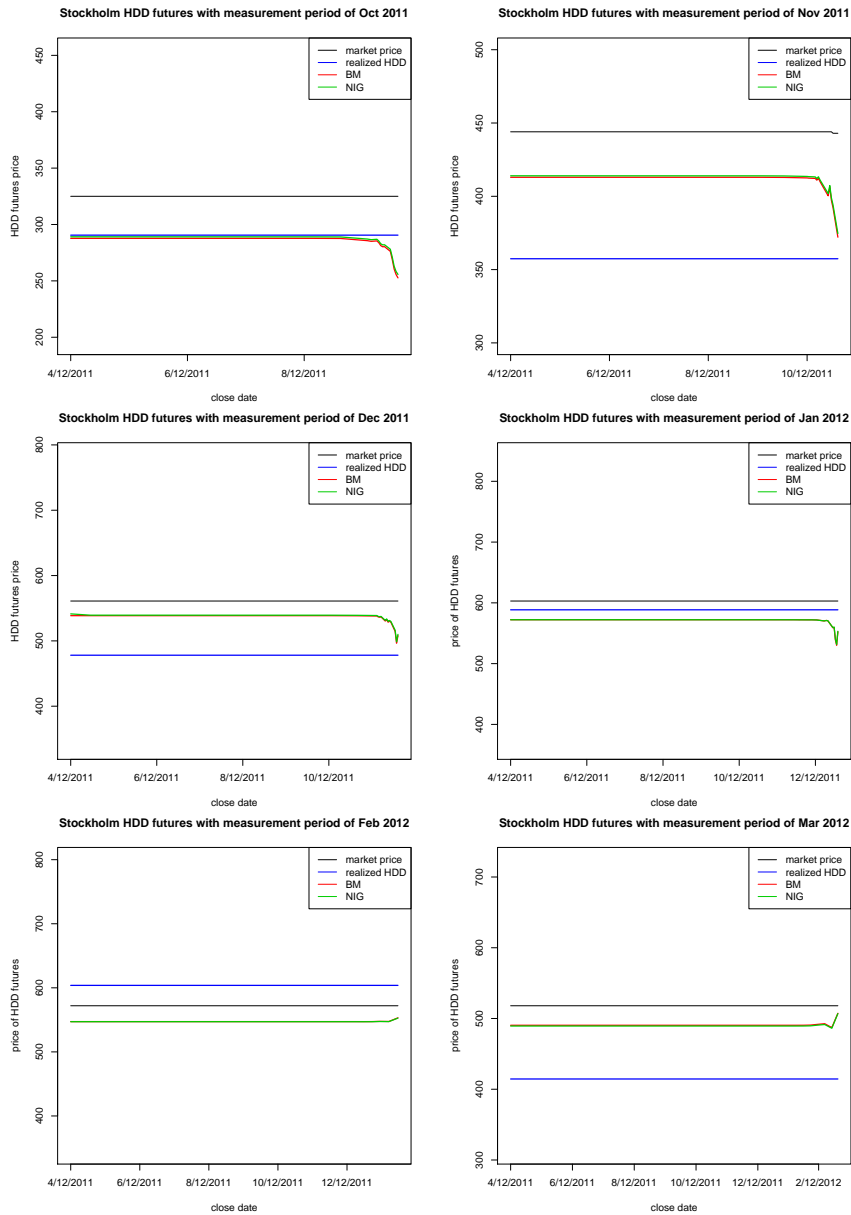 Stockholm HDD futures with measurement period of Oct 2011
HDD futures price
450
400
350
300
250
200
market price
realized HDD
BM
NIG
4/12/2011
6/12/2011
8/12/2011
close date
Stockholm HDD futures with measurement period of Nov 2011
HDD futures price
500
450
400
350
300
market price
realized HDD
BM
NIG
4/12/2011
6/12/2011
8/12/2011
10/12/2011
close date
Stockholm HDD futures with measurement period of Dec 2011
HDD futures price
800
700
600
500
400
market price
realized HDD
BM
NIG
4/12/2011
6/12/2011
8/12/2011
10/12/2011
close date
Stockholm HDD futures with measurement period of Jan 2012
price of HDD futures
800
700
600
500
400
market price
realized HDD
BM
NIG
4/12/2011
6/12/2011
8/12/2011
10/12/2011
12/12/2011
close date
Stockholm HDD futures with measurement period of Feb 2012
price of HDD futures
800
700
600
500
400
market price
realized HDD
BM
NIG
4/12/2011
6/12/2011
8/12/2011
10/12/2011
12/12/2011
close date
Stockholm HDD futures with measurement period of Mar 2012
price of HDD futures
700
600
500
400
300
market price
realized HDD
BM
NIG
4/12/2011
6/12/2011
8/12/2011
10/12/2011
12/12/2011
2/12/2012
close date